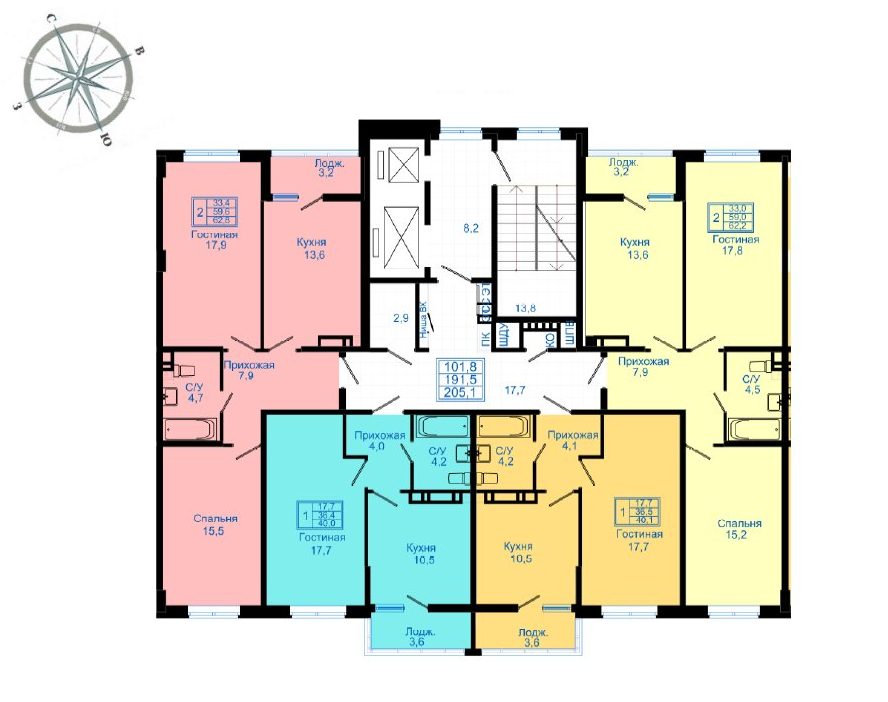 С
В
З
Ю
Лодж.
3,2
2
33,4
59,6
62,8
Гостиная
17,9
Кухня
13,6
8,2
2,9
Ниша ВК
ПК
ШДУ
КО
13,8
Лодж.
3,2
Кухня
13,6
2
33,0
59,0
62,2
Гостиная
17,8
Прихожая
7,9
С/У
4,7
101,8
191,5
205,1
17,7
Прихожая
7,9
С/У
4,5
Прихожая
4,0
С/У
4,2
С/У
4,2
Прихожая
4,1
Спальня
15,5
1
17,7
36,4
40,0
Гостиная
17,7
Кухня
10,5
Кухня
10,5
1
17,7
36,5
40,1
Гостиная
17,7
Спальня
15,2
Лодж.
3,6
Лодж.
3,6